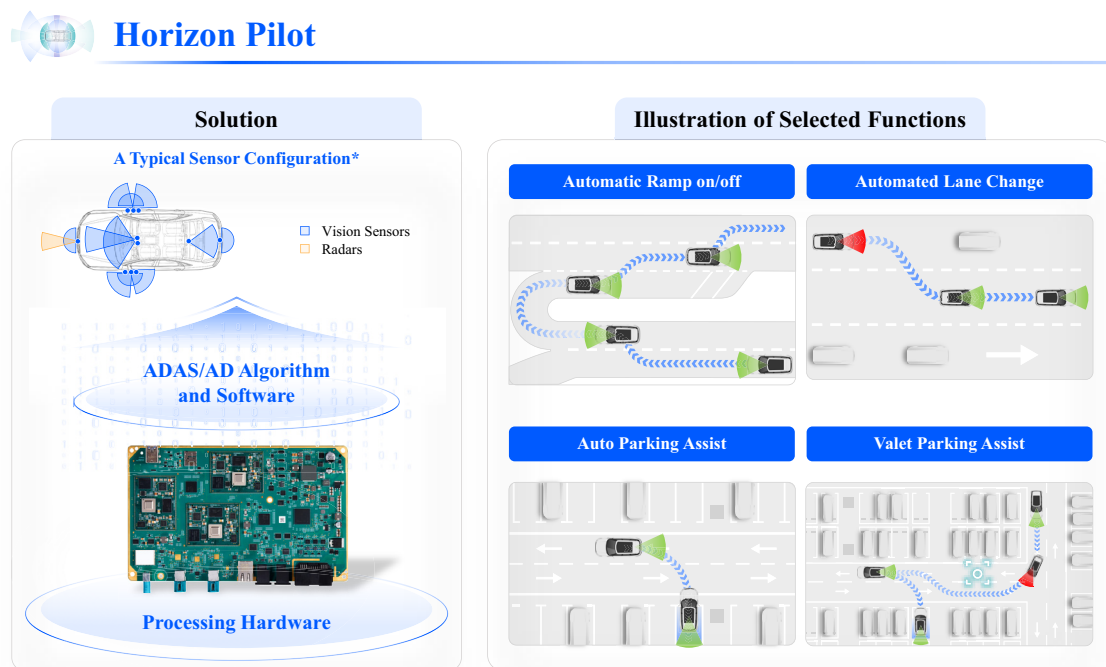 Horizon Pilot
Solution
A Typical Sensor Configuration*
Vision Sensors
Radars
ADAS/AD Algorithm
and Software
Processing Hardware
Illustration of Selected Functions
Automatic Ramp on/off
Automated Lane Change
Auto Parking Assist
Valet Parking Assist